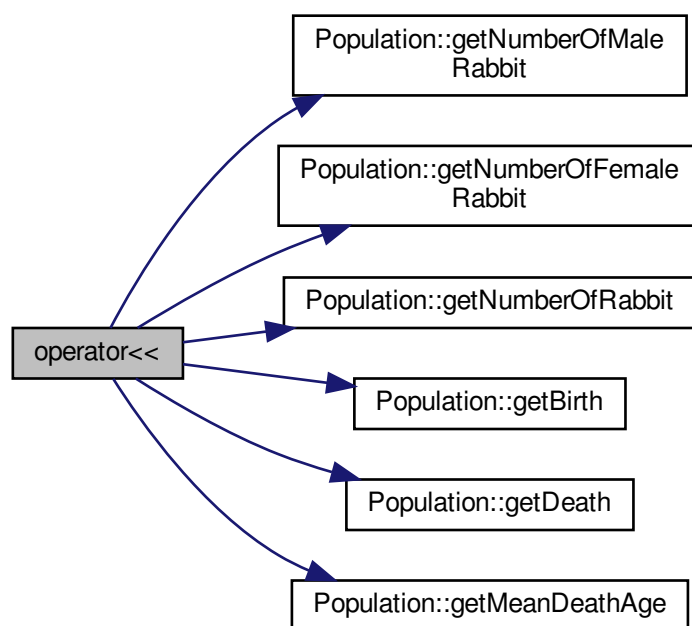 Population::getNumberOfMale
Rabbit
Population::getNumberOfFemale
Rabbit
Population::getNumberOfRabbit
operator<<
Population::getBirth
Population::getDeath
Population::getMeanDeathAge